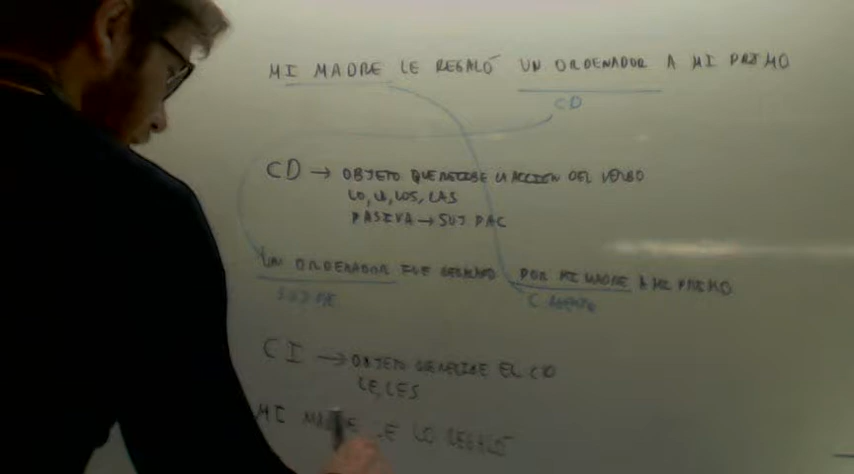 MI MADRE LE REGALÓ UN ORDENADOR A MI PRIMO
CD
CD → OBJETO QUE RECIBE LA ACCIÓN DEL VERBO
LO, LA, LOS, LAS
PASIVA → SUJ PAC
UN ORDENADOR FUE REGALADO POR MI MADRE A MI PRIMO
SUJ PAC C AGENTE
CI → OBJETO QUE RECIBE EL CD
LE, LES
MI MADRE SE LO REGALÓ